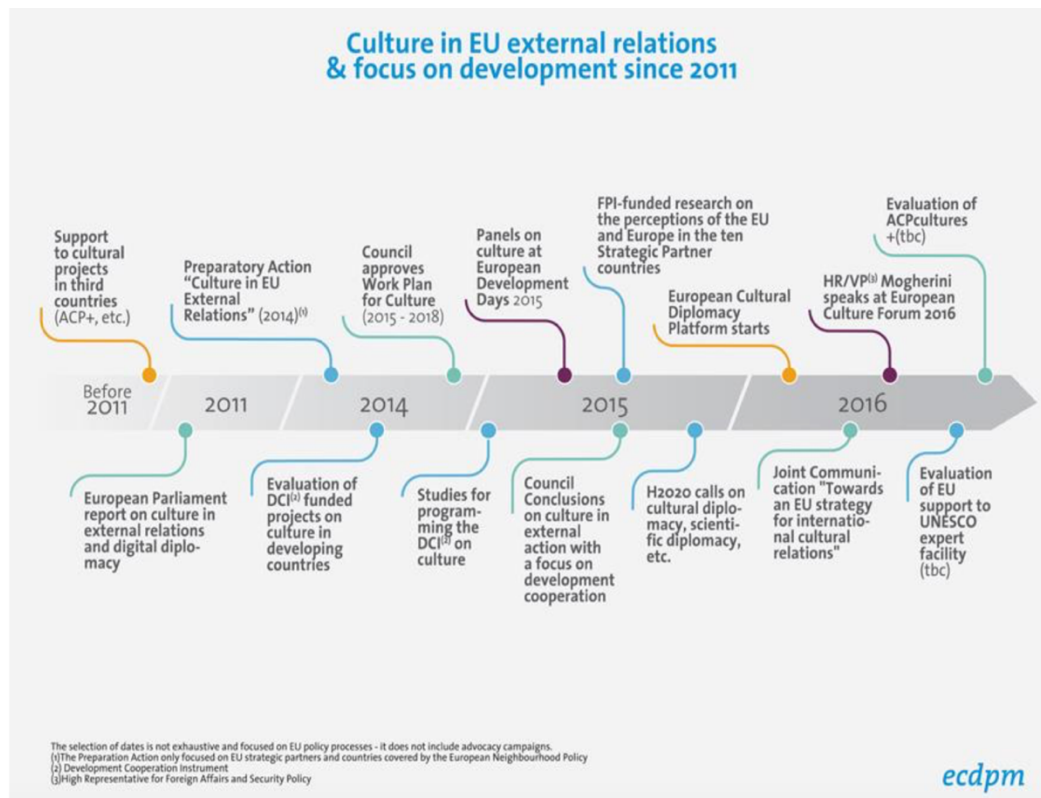 Culture in EU external relations
& focus on development since 2011
Support
to cultural
projects
in third
countries
(ACP+, etc.)
Preparatory Action
"Culture in EU
External
Relations" (2014)(1)
Council
approves
Work Plan
for Culture
(2015 - 2018)
Panels on
culture at
European
Development
Days 2015
FPI-funded research on
the perceptions of the EU
and Europe in the ten
Strategic Partner
countries
European Cultural
Diplomacy
Platform starts
HR/VP(3) Mogherini
speaks at European
Culture Forum 2016
Evaluation of
ACPcultures
+(tbc)
Before
2011
2011
2014
2015
2016
European Parliament
report on culture in
external relations
and digital diplo-
macy
Evaluation of
DCI(2) funded
projects on
culture in
developing
countries
Studies for
program-
ming the
DCI(2) on
culture
Council
Conclusions
on culture in
external
action with
a focus on
development
cooperation
H2020 calls on
cultural diplo-
macy, scienti-
fic diplomacy,
etc.
Joint Communi-
cation "Towards
an EU strategy
for internatio-
nal cultural
relations"
Evaluation
of EU
support to
UNESCO
expert
facility
(tbc)
The selection of dates is not exhaustive and focused on EU policy processes - it does not include advocacy campaigns.
(1)The Preparation Action only focused on EU strategic partners and countries covered by the European Neighbourhood Policy
(2) Development Cooperation Instrument
(3)High Representative for Foreign Affairs and Security Policy
ecdpm